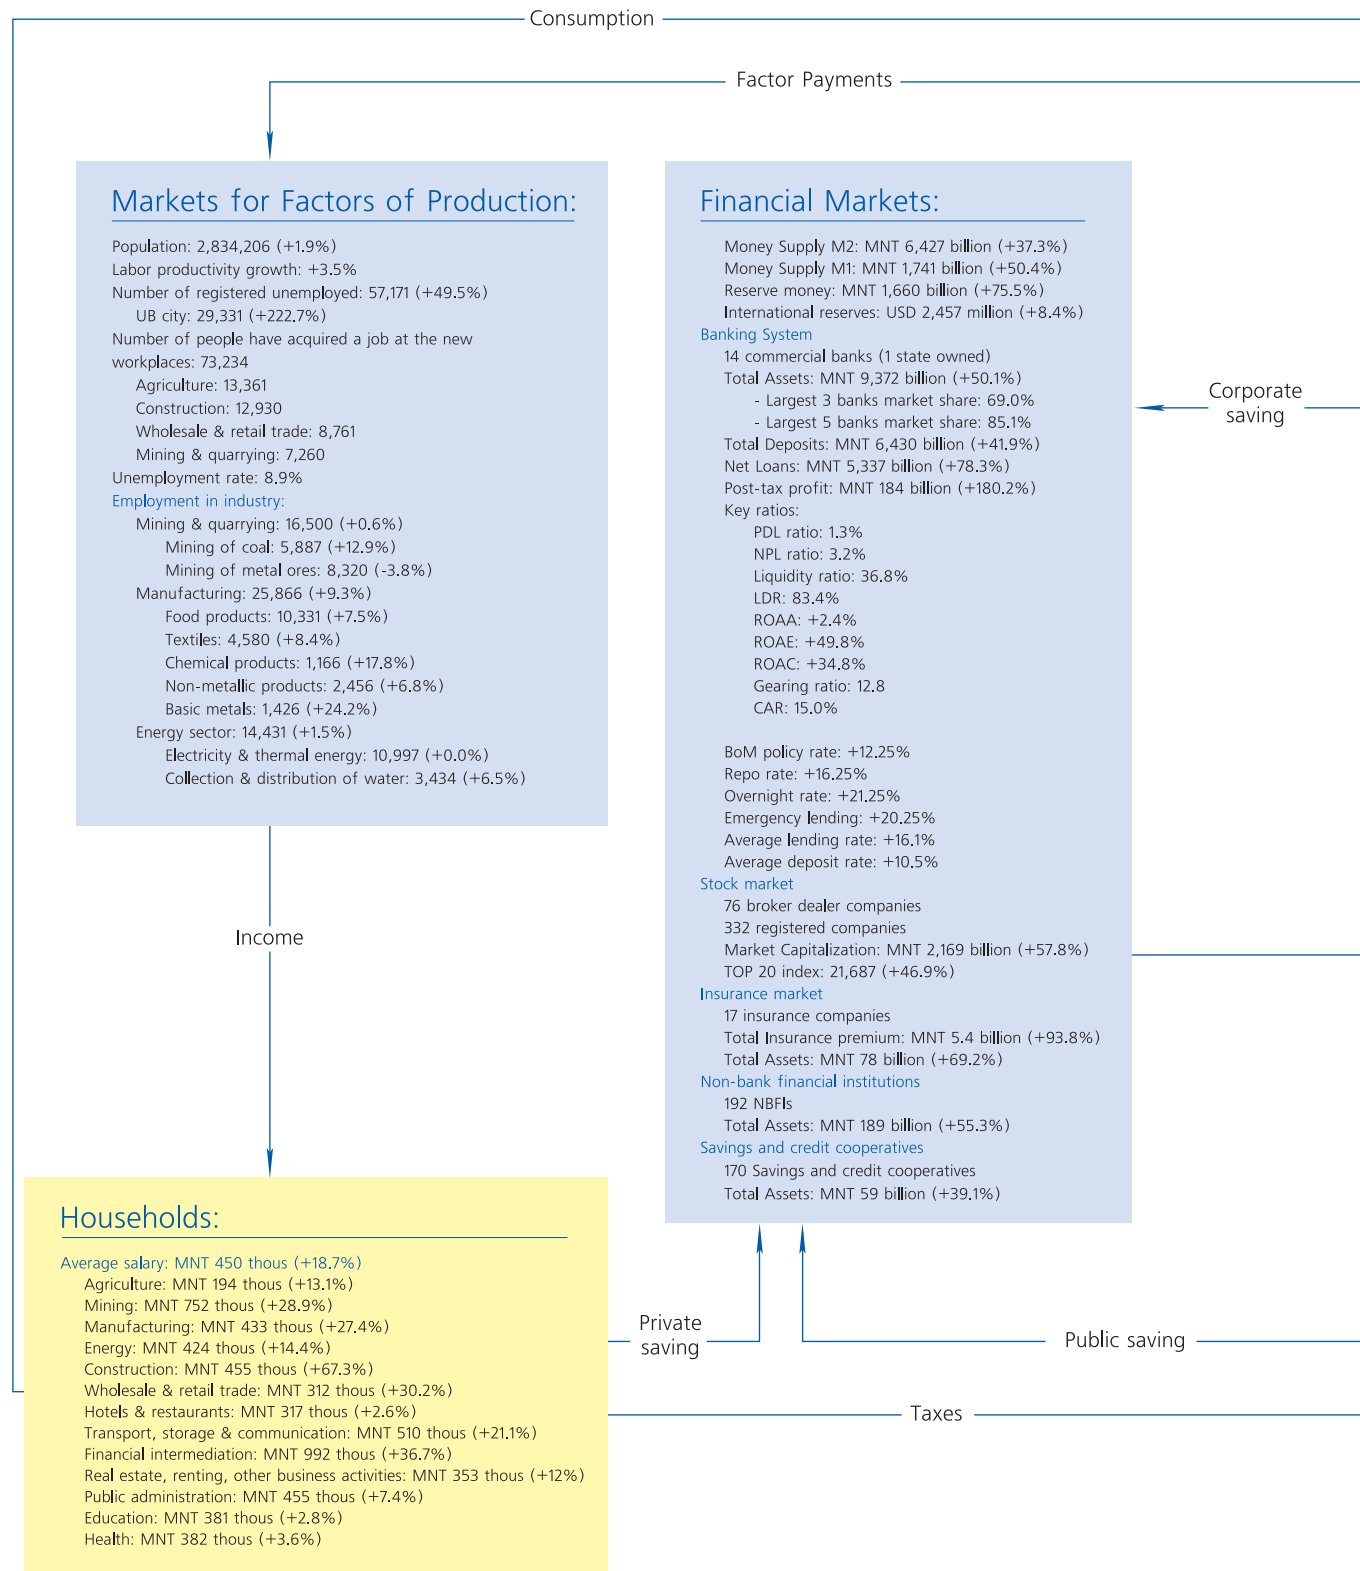 Consumption
Factor Payments
Markets for Factors of Production:
Population: 2,834,206 (+1.9%)
Labor productivity growth: +3.5%
Number of registered unemployed: 57,171 (+49.5%)
UB city: 29,331 (+222.7%)
Number of people have acquired a job at the new
workplaces: 73,234
Agriculture: 13,361
Construction: 12,930
Wholesale & retail trade: 8,761
Mining & quarrying: 7,260
Unemployment rate: 8.9%
Employment in industry:
Mining & quarrying: 16,500 (+0.6%)
Mining of coal: 5,887 (+12.9%)
Mining of metal ores: 8,320 (-3.8%)
Manufacturing: 25,866 (+9.3%)
Food products: 10,331 (+7.5%)
Textiles: 4,580 (+8.4%)
Chemical products: 1,166 (+17.8%)
Non-metallic products: 2,456 (+6.8%)
Basic metals: 1,426 (+24.2%)
Energy sector: 14,431 (+1.5%)
Electricity & thermal energy: 10,997 (+0.0%)
Collection & distribution of water: 3,434 (+6.5%)
Financial Markets:
Money Supply M2: MNT 6,427 billion (+37.3%)
Money Supply M1: MNT 1,741 billion (+50.4%)
Reserve money: MNT 1,660 billion (+75.5%)
International reserves: USD 2,457 million (+8.4%)
Banking System
14 commercial banks (1 state owned)
Total Assets: MNT 9,372 billion (+50.1%)
- Largest 3 banks market share: 69.0%
- Largest 5 banks market share: 85.1%
Total Deposits: MNT 6,430 billion (+41.9%)
Net Loans: MNT 5,337 billion (+78.3%)
Post-tax profit: MNT 184 billion (+180.2%)
Key ratios:
PDL ratio: 1.3%
NPL ratio: 3.2%
Liquidity ratio: 36.8%
LDR: 83.4%
ROAA: +2.4%
ROAE: +49.8%
ROAC: +34.8%
Gearing ratio: 12.8
CAR: 15.0%
BoM policy rate: +12.25%
Repo rate: +16.25%
Overnight rate: +21.25%
Emergency lending: +20.25%
Average lending rate: +16.1%
Average deposit rate: +10.5%
Stock market
76 broker dealer companies
332 registered companies
Market Capitalization: MNT 2,169 billion (+57.8%)
TOP 20 index: 21,687 (+46.9%)
Insurance market
17 insurance companies
Total Insurance premium: MNT 5.4 billion (+93.8%)
Total Assets: MNT 78 billion (+69.2%)
Non-bank financial institutions
192 NBFIs
Total Assets: MNT 189 billion (+55.3%)
Savings and credit cooperatives
170 Savings and credit cooperatives
Total Assets: MNT 59 billion (+39.1%)
Corporate
saving
Income
Households:
Average salary: MNT 450 thous (+18.7%)
Agriculture: MNT 194 thous (+13.1%)
Mining: MNT 752 thous (+28.9%)
Manufacturing: MNT 433 thous (+27.4%)
Energy: MNT 424 thous (+14.4%)
Construction: MNT 455 thous (+67.3%)
Wholesale & retail trade: MNT 312 thous (+30.2%)
Hotels & restaurants: MNT 317 thous (+2.6%)
Transport, storage & communication: MNT 510 thous (+21.1%)
Financial intermediation: MNT 992 thous (+36.7%)
Real estate, renting, other business activities: MNT 353 thous (+12%)
Public administration: MNT 455 thous (+7.4%)
Education: MNT 381 thous (+2.8%)
Health: MNT 382 thous (+3.6%)
Private
saving
Public saving
Taxes